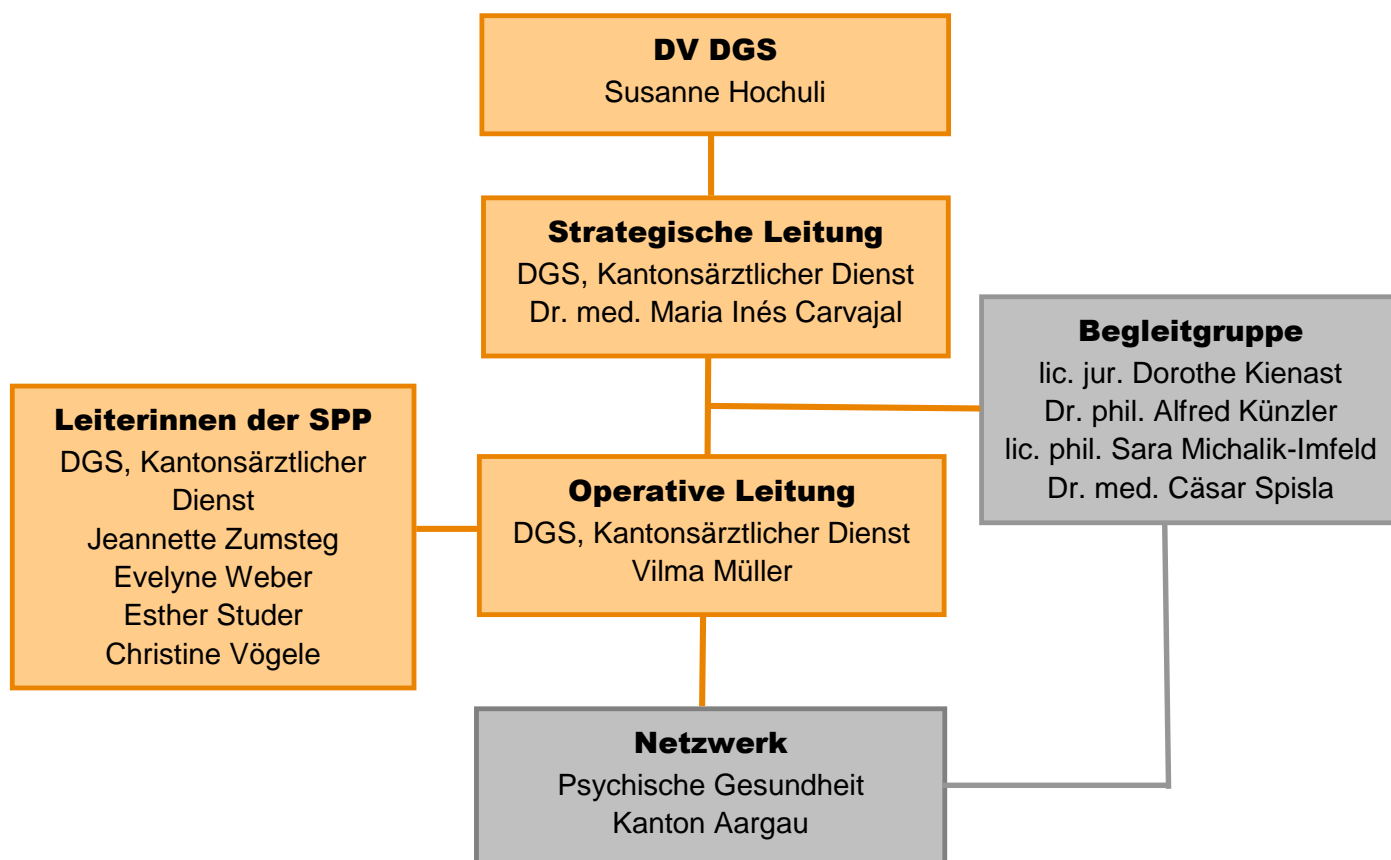 DV DGS
Susanne Hochuli
Strategische Leitung
DGS, Kantonsärztlicher Dienst
Dr. med. Maria Inés Carvajal
Begleitgruppe
lic. jur. Dorothe Kienast
Dr. phil. Alfred Künzler
lic. phil. Sara Michalik-Imfeld
Dr. med. Cäsar Spisla
Leiterinnen der SPP
DGS, Kantonsärztlicher
Dienst
Jeannette Zumsteg
Evelyne Weber
Esther Studer
Christine Vögele
Operative Leitung
DGS, Kantonsärztlicher Dienst
Vilma Müller
Netzwerk
Psychische Gesundheit
Kanton Aargau